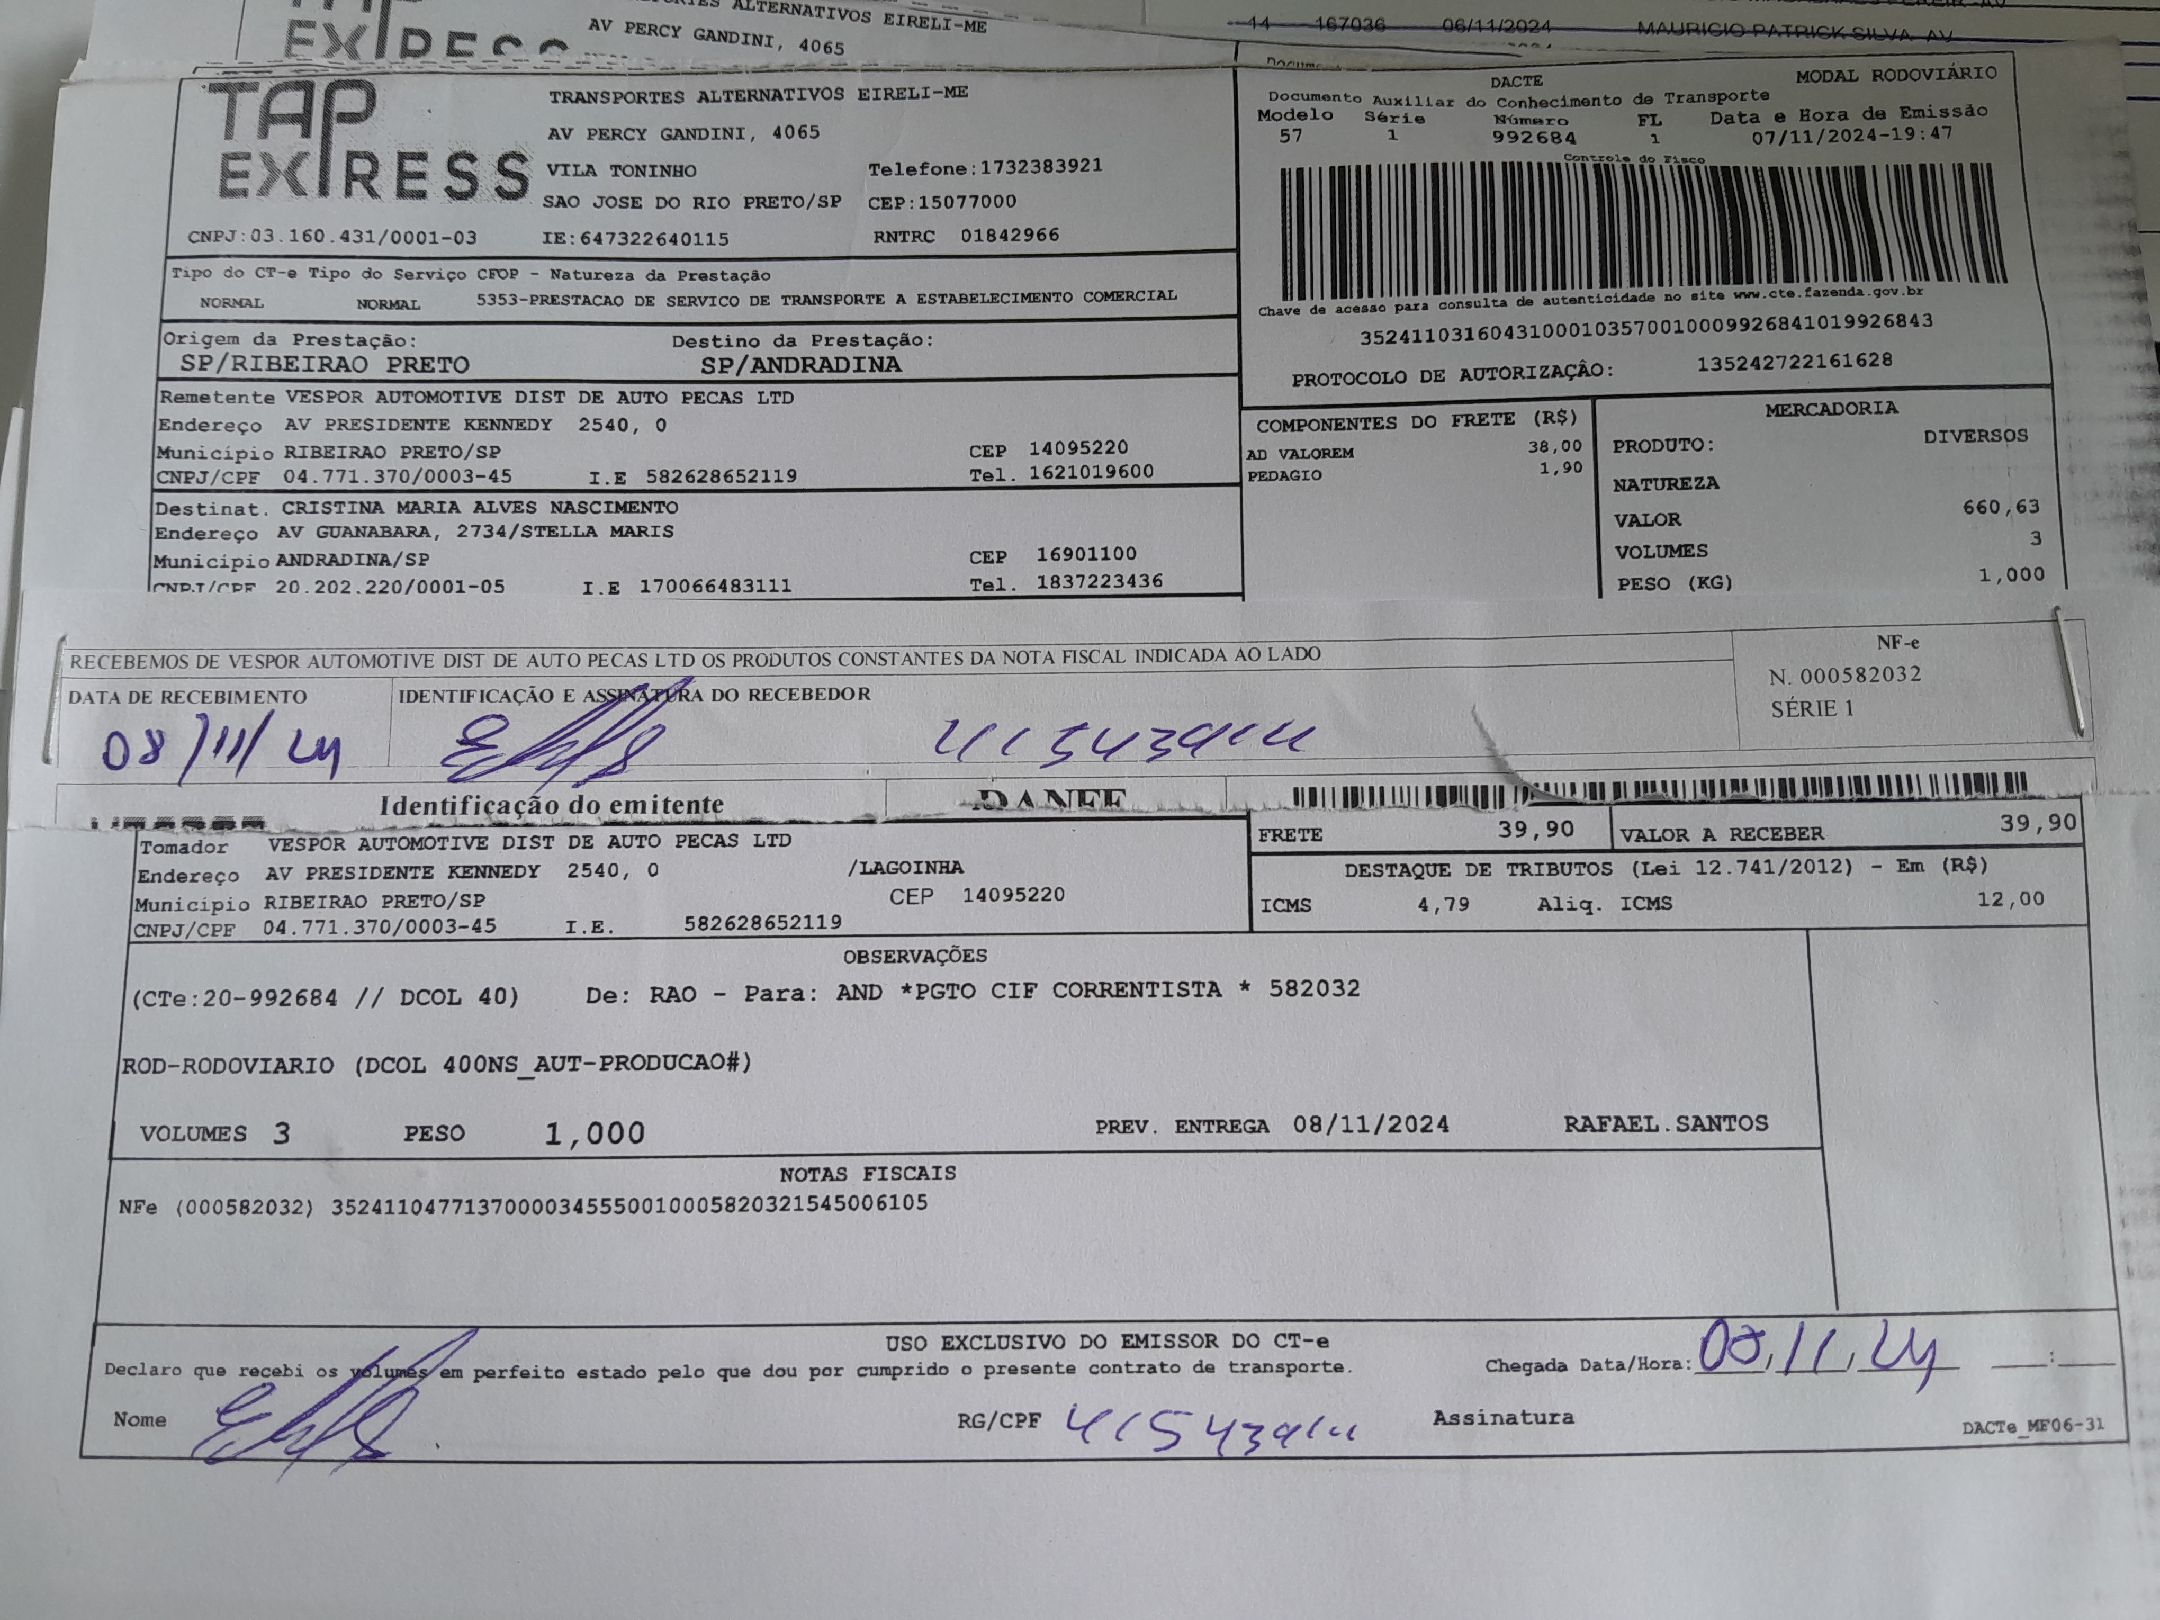 TRANSPORTES ALTERNATIVOS EIRELI-ME
AV PERCY GANDINI, 4065
14 167036 06/11/2024 MAURICIO PATRICK SILVA AV
TAP EXPRESS
TRANSPORTES ALTERNATIVOS EIRELI-ME
AV PERCY GANDINI, 4065
VILA TONINHO Telefone:1732383921
SAO JOSE DO RIO PRETO/SP CEP:15077000
CNPJ:03.160.431/0001-03 IE:647322640115 RNTRC 01842966
DACTE MODAL RODOVIÁRIO
Documento Auxiliar do Conhecimento de Transporte
Modelo Série Número FL Data e Hora de Emissão
57 1 992684 1 07/11/2024-19:47
Controle do Fisco
Chave de acesso para consulta de autenticidade no site www.cte.fazenda.gov.br
35241103160431000103570010009926841019926843
PROTOCOLO DE AUTORIZAÇÂO: 135242722161628
Tipo do CT-e Tipo do Serviço CFOP - Natureza da Prestação
NORMAL NORMAL 5353-PRESTACAO DE SERVICO DE TRANSPORTE A ESTABELECIMENTO COMERCIAL
Origem da Prestação: Destino da Prestação:
SP/RIBEIRAO PRETO SP/ANDRADINA
Remetente VESPOR AUTOMOTIVE DIST DE AUTO PECAS LTD
Endereço AV PRESIDENTE KENNEDY 2540, 0
Município RIBEIRAO PRETO/SP CEP 14095220
CNPJ/CPF 04.771.370/0003-45 I.E 582628652119 Tel. 1621019600
Destinat. CRISTINA MARIA ALVES NASCIMENTO
Endereço AV GUANABARA, 2734/STELLA MARIS
Município ANDRADINA/SP CEP 16901100
CNPJ/CPF 20.202.220/0001-05 I.E 170066483111 Tel. 1837223436
COMPONENTES DO FRETE (R$)
AD VALOREM 38,00
PEDAGIO 1,90
MERCADORIA
PRODUTO: DIVERSOS
NATUREZA
VALOR 660,63
VOLUMES 3
PESO (KG) 1,000
RECEBEMOS DE VESPOR AUTOMOTIVE DIST DE AUTO PECAS LTD OS PRODUTOS CONSTANTES DA NOTA FISCAL INDICADA AO LADO
NF-e
N. 000582032
SÉRIE 1
DATA DE RECEBIMENTO IDENTIFICAÇÃO E ASSINATURA DO RECEBEDOR
08/11/24
Identificação do emitente DANFE
Tomador VESPOR AUTOMOTIVE DIST DE AUTO PECAS LTD
Endereço AV PRESIDENTE KENNEDY 2540, 0 /LAGOINHA
Município RIBEIRAO PRETO/SP CEP 14095220
CNPJ/CPF 04.771.370/0003-45 I.E. 582628652119
FRETE 39,90 VALOR A RECEBER 39,90
DESTAQUE DE TRIBUTOS (Lei 12.741/2012) - Em (R$)
ICMS 4,79 Aliq. ICMS 12,00
OBSERVAÇÕES
(CTe:20-992684 // DCOL 40) De: RAO - Para: AND *PGTO CIF CORRENTISTA * 582032
ROD-RODOVIARIO (DCOL 400NS_AUT-PRODUCAO#)
VOLUMES 3 PESO 1,000 PREV. ENTREGA 08/11/2024 RAFAEL.SANTOS
NOTAS FISCAIS
NFe (000582032) 35241104771370000345550010005820321545006105
USO EXCLUSIVO DO EMISSOR DO CT-e
Declaro que recebi os volumes em perfeito estado pelo que dou por cumprido o presente contrato de transporte. Chegada Data/Hora: 08/11/24 :
Nome RG/CPF Assinatura
DACTe_MF06-31